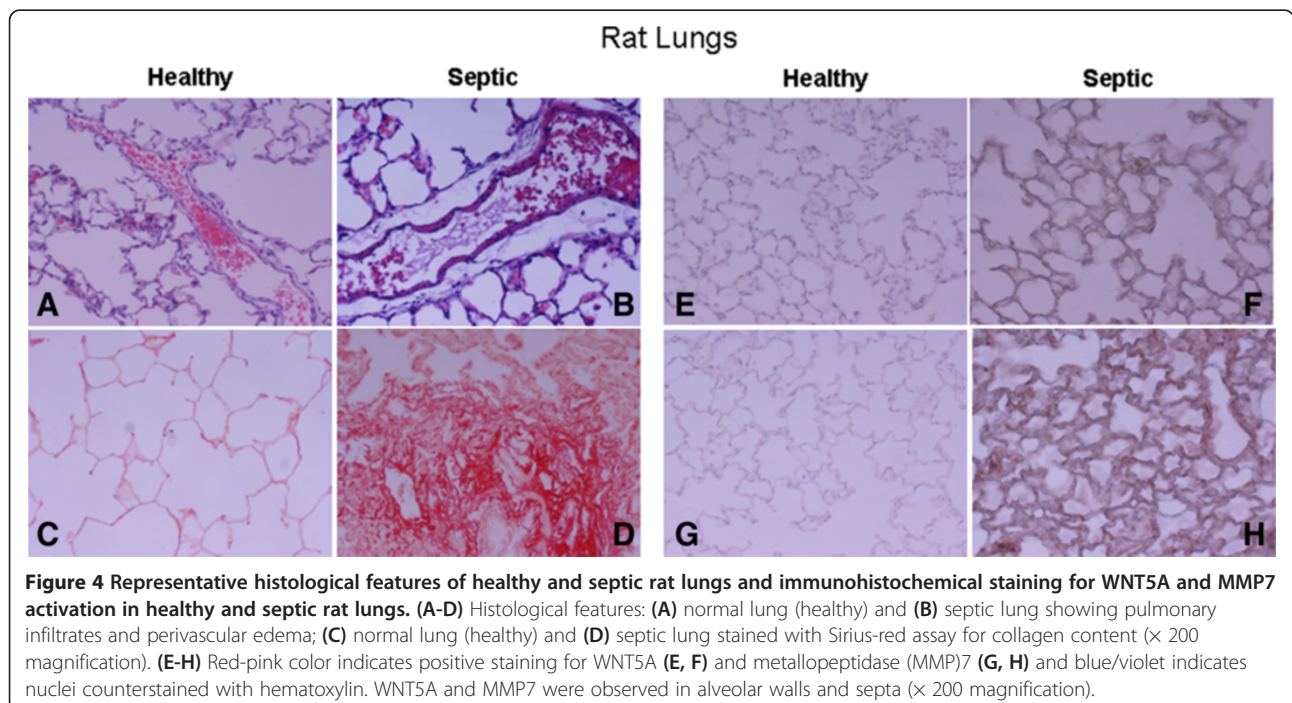 Rat Lungs
Healthy Septic Healthy Septic
A B E F
C D G H
Figure 4 Representative histological features of healthy and septic rat lungs and immunohistochemical staining for WNT5A and MMP7
activation in healthy and septic rat lungs. (A-D) Histological features: (A) normal lung (healthy) and (B) septic lung showing pulmonary
infiltrates and perivascular edema; (C) normal lung (healthy) and (D) septic lung stained with Sirius-red assay for collagen content (× 200
magnification). (E-H) Red-pink color indicates positive staining for WNT5A (E, F) and metallopeptidase (MMP)7 (G, H) and blue/violet indicates
nuclei counterstained with hematoxylin. WNT5A and MMP7 were observed in alveolar walls and septa (× 200 magnification).